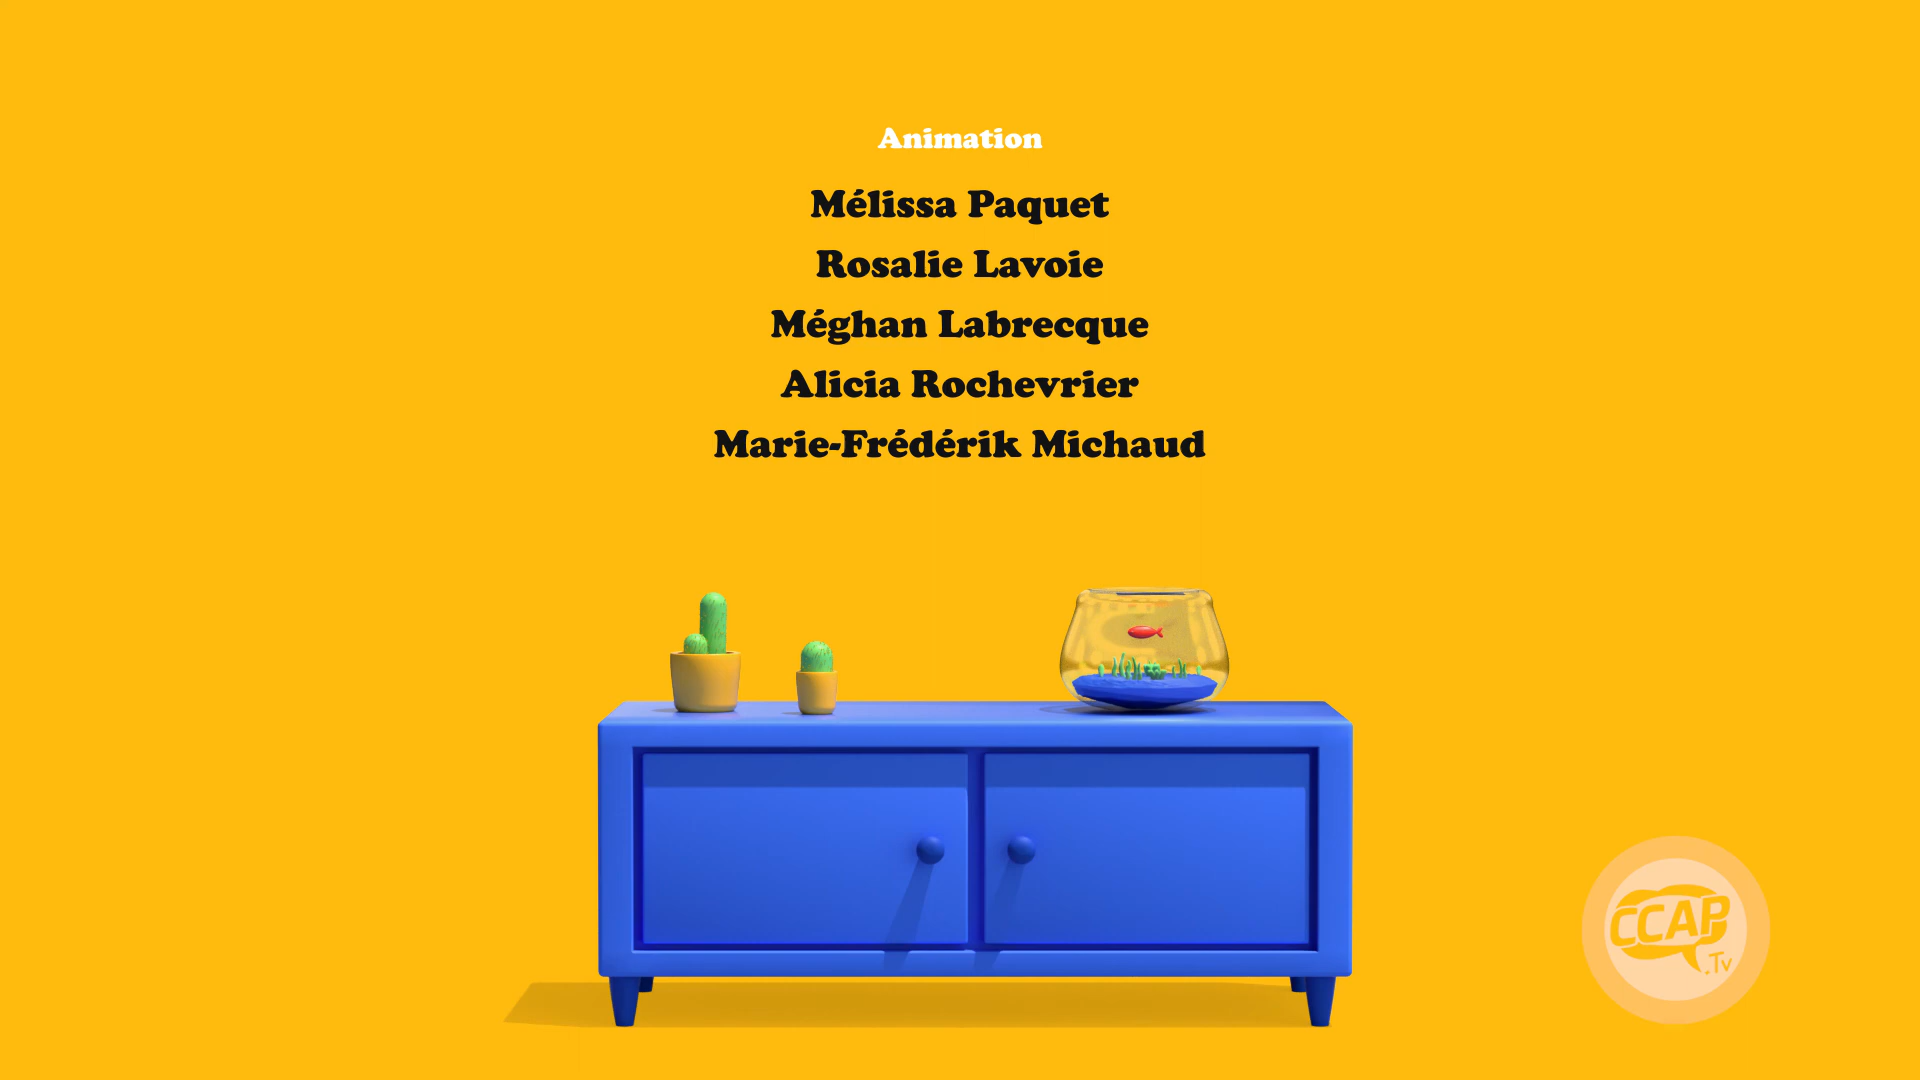 Animation
Mélissa Paquet
Rosalie Lavoie
Méghan Labrecque
Alicia Rochevrier
Marie-Frédérik Michaud
CCAP
.Tv